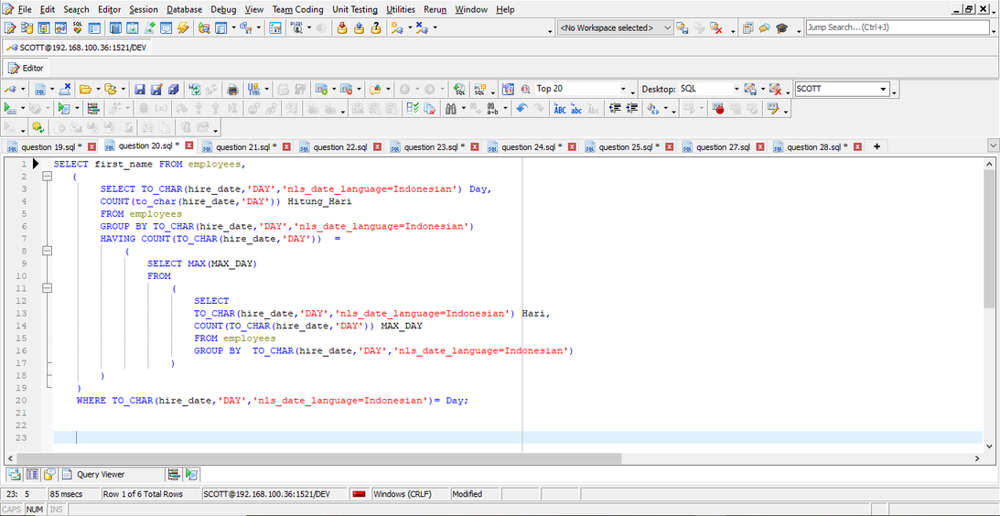 File Edit Search Editor Session Database Debug View Team Coding Unit Testing Utilities Rerun Window Help
<No Workspace selected> Jump Search...(Ctrl+J)
SCOTT@192.168.100.36:1521/DEV
Editor
Top 20 Desktop: SQL SCOTT
question 19.sql * question 20.sql * question 21.sql * question 22.sql question 23.sql * question 24.sql * question 25.sql * question 27.sql question 28.sql *
1 SELECT first_name FROM employees,
2 (
3 SELECT TO_CHAR(hire_date,'DAY','nls_date_language=Indonesian') Day,
4 COUNT(to_char(hire_date,'DAY')) Hitung_Hari
5 FROM employees
6 GROUP BY TO_CHAR(hire_date,'DAY','nls_date_language=Indonesian')
7 HAVING COUNT(TO_CHAR(hire_date,'DAY')) =
8 (
9 SELECT MAX(MAX_DAY)
10 FROM
11 (
12 SELECT
13 TO_CHAR(hire_date,'DAY','nls_date_language=Indonesian') Hari,
14 COUNT(TO_CHAR(hire_date,'DAY')) MAX_DAY
15 FROM employees
16 GROUP BY TO_CHAR(hire_date,'DAY','nls_date_language=Indonesian')
17 )
18 )
19 )
20 WHERE TO_CHAR(hire_date,'DAY','nls_date_language=Indonesian')= Day;
21
22
23
Query Viewer
23: 5 85 msecs Row 1 of 6 Total Rows SCOTT@192.168.100.36:1521/DEV Windows (CRLF) Modified
CAPS NUM INS